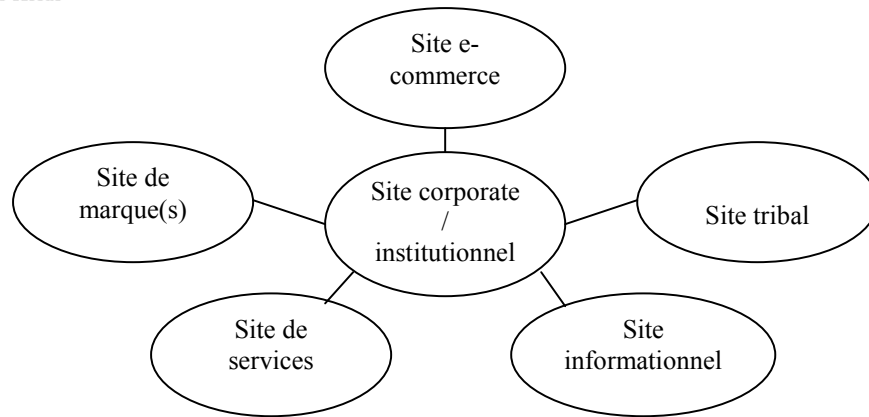 Site e-
commerce
Site de
marque(s)
Site corporate
/
institutionnel
Site tribal
Site de
services
Site
informationnel